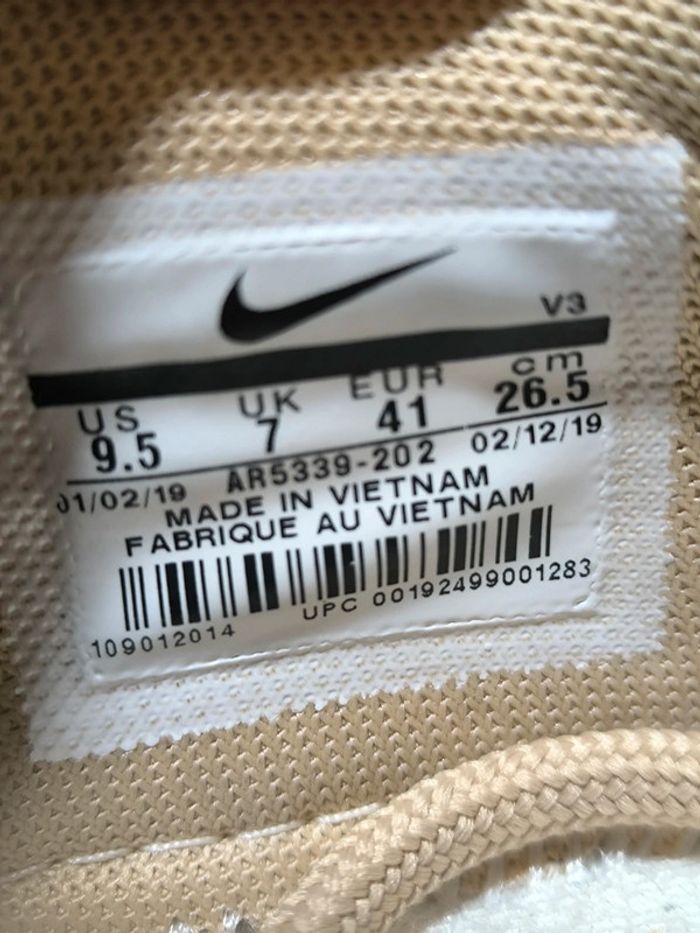 V3
US UK EUR cm
9.5 7 41 26.5
01/02/19 AR5339-202 02/12/19
MADE IN VIETNAM
FABRIQUE AU VIETNAM
109012014 UPC 00192499001283